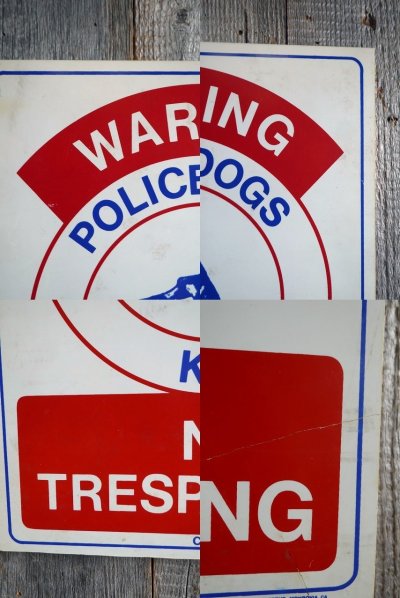 WARING
POLICE DOGS
K
N
TRESPNG
C